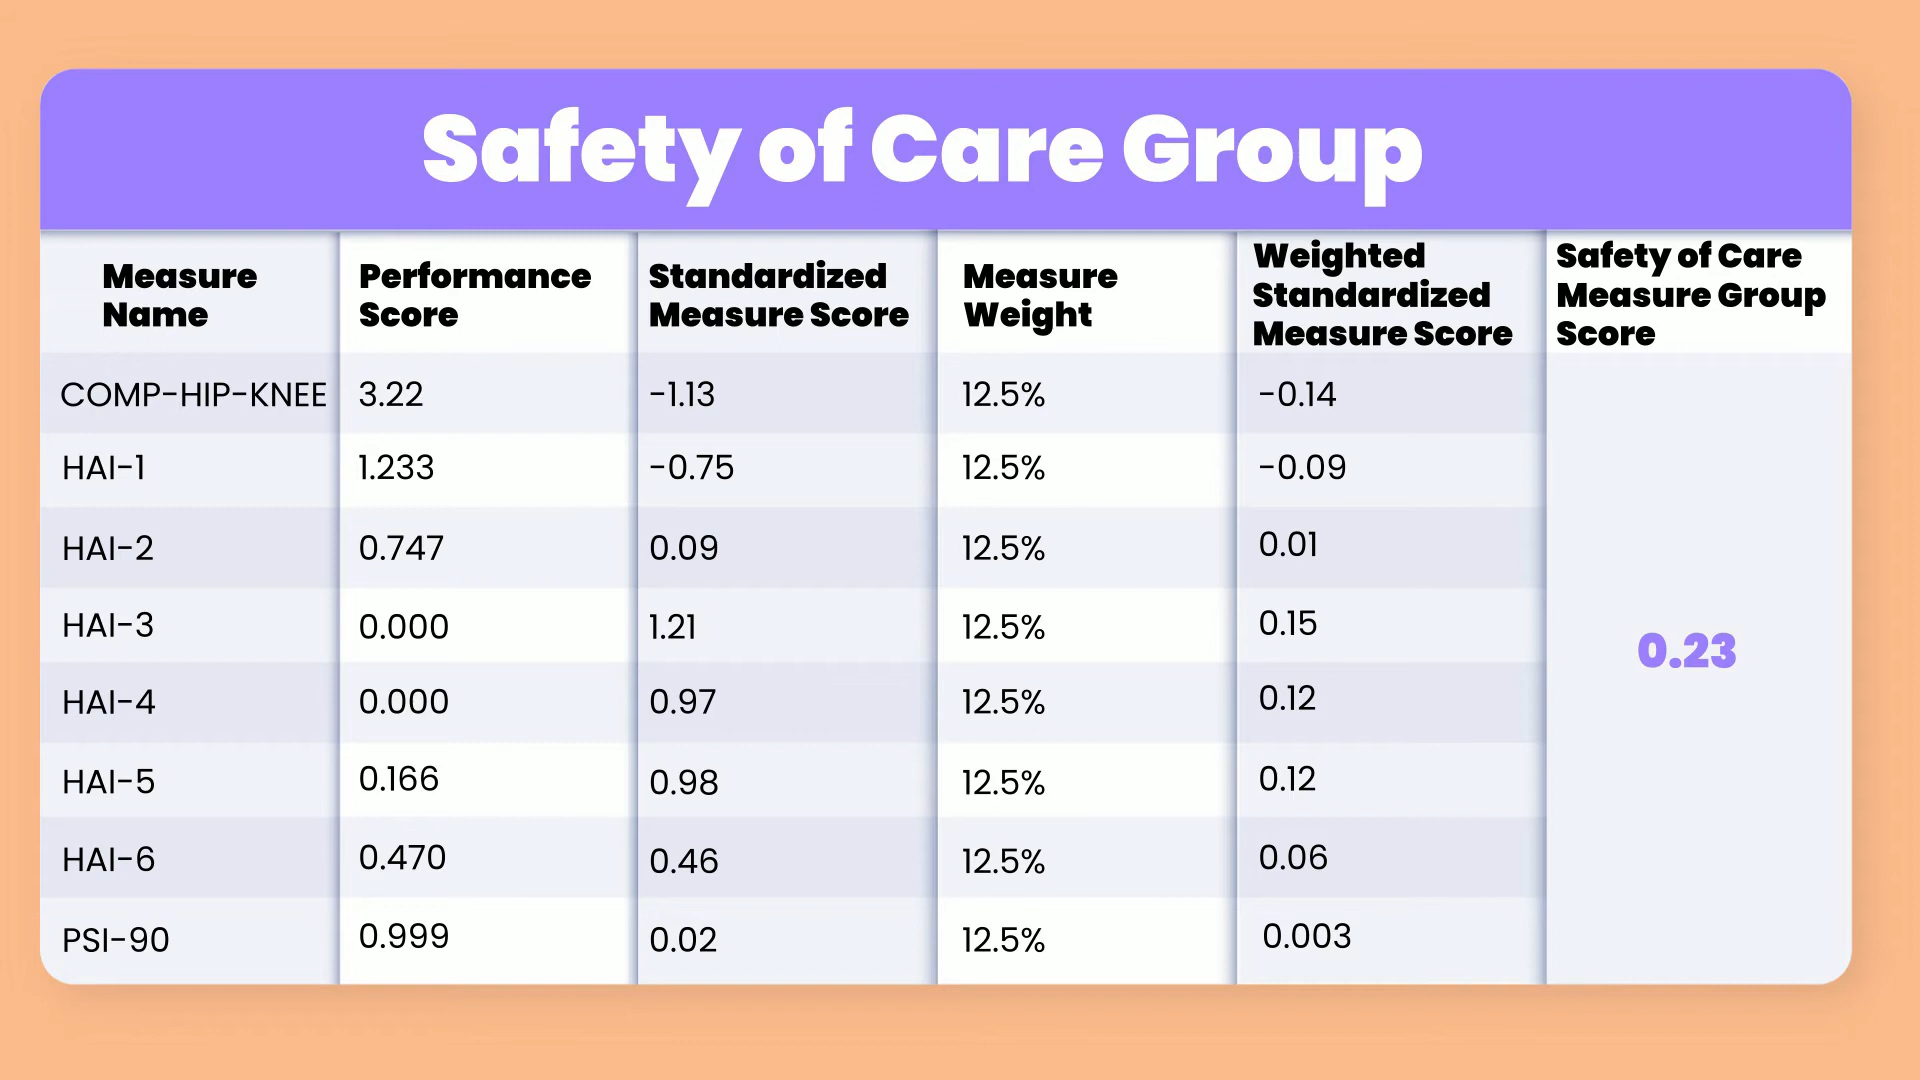 Safety of Care Group
Measure
Name
Performance
Score
Standardized
Measure Score
Measure
Weight
Weighted
Standardized
Measure Score
Safety of Care
Measure Group
Score
COMP-HIP-KNEE 3.22 -1.13 12.5% -0.14
HAI-1 1.233 -0.75 12.5% -0.09
HAI-2 0.747 0.09 12.5% 0.01
HAI-3 0.000 1.21 12.5% 0.15
0.23
HAI-4 0.000 0.97 12.5% 0.12
HAI-5 0.166 0.98 12.5% 0.12
HAI-6 0.470 0.46 12.5% 0.06
PSI-90 0.999 0.02 12.5% 0.003